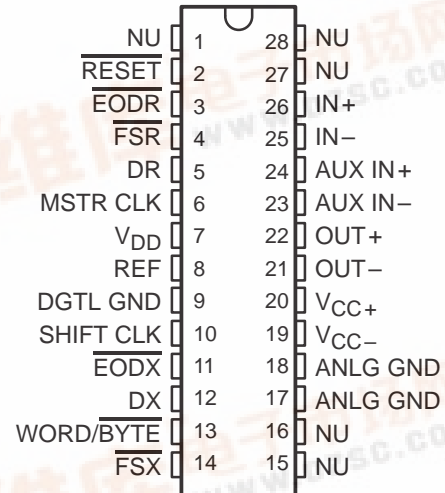 NU 1 28 NU
RESET 2 27 NU
EODR 3 26 IN+
FSR 4 25 IN−
DR 5 24 AUX IN+
MSTR CLK 6 23 AUX IN−
VDD 7 22 OUT+
REF 8 21 OUT−
DGTL GND 9 20 VCC+
SHIFT CLK 10 19 VCC−
EODX 11 18 ANLG GND
DX 12 17 ANLG GND
WORD/BYTE 13 16 NU
FSX 14 15 NU